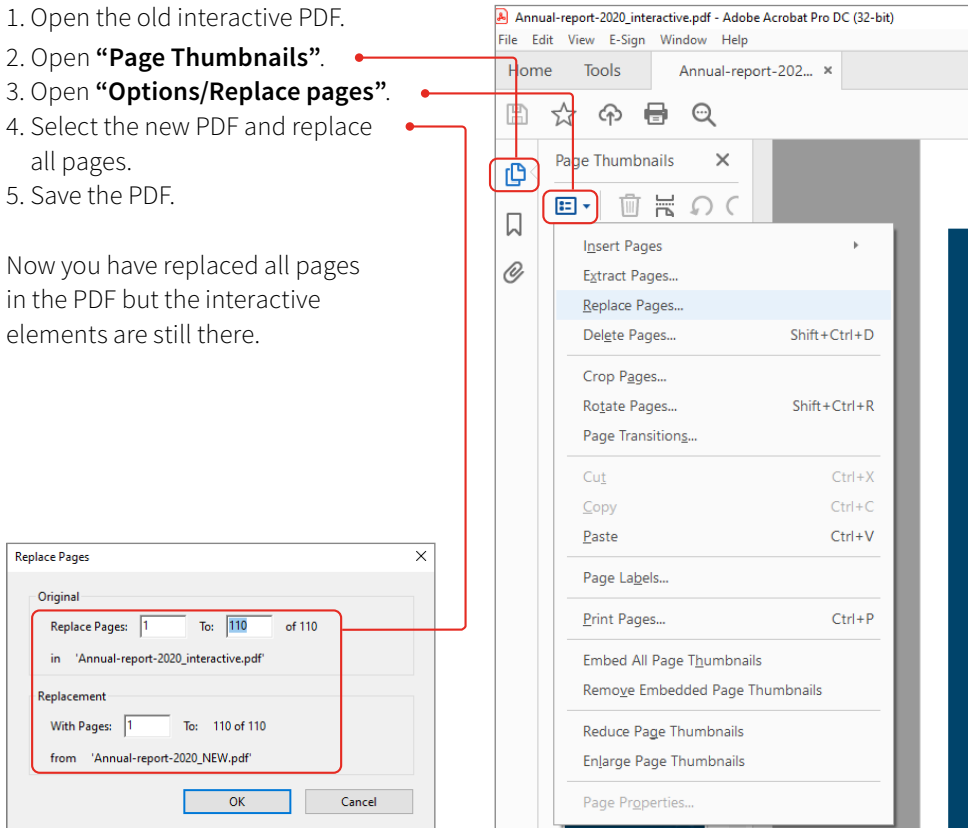 1. Open the old interactive PDF.
2. Open “Page Thumbnails”.
3. Open “Options/Replace pages”.
4. Select the new PDF and replace
all pages.
5. Save the PDF.
Now you have replaced all pages
in the PDF but the interactive
elements are still there.
Replace Pages
Original
Replace Pages: 1 To: 110 of 110
in 'Annual-report-2020_interactive.pdf'
Replacement
With Pages: 1 To: 110 of 110
from 'Annual-report-2020_NEW.pdf'
OK Cancel
Annual-report-2020_interactive.pdf - Adobe Acrobat Pro DC (32-bit)
File Edit View E-Sign Window Help
Home Tools Annual-report-202... ×
Page Thumbnails
Insert Pages
Extract Pages...
Replace Pages...
Delete Pages... Shift+Ctrl+D
Crop Pages...
Rotate Pages... Shift+Ctrl+R
Page Transitions...
Cut Ctrl+X
Copy Ctrl+C
Paste Ctrl+V
Page Labels...
Print Pages... Ctrl+P
Embed All Page Thumbnails
Remove Embedded Page Thumbnails
Reduce Page Thumbnails
Enlarge Page Thumbnails
Page Properties...